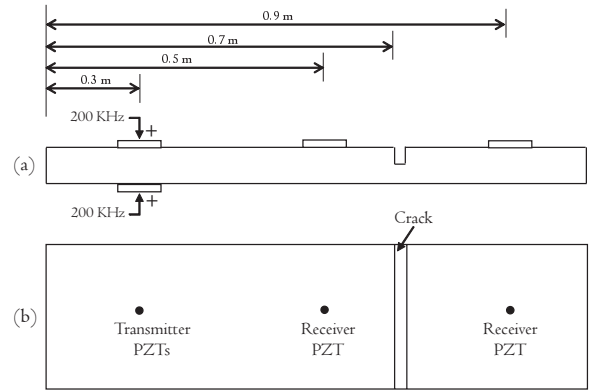 0.9 m
0.7 m
0.5 m
0.3 m
200 KHz
+
(a)
+
200 KHz
Crack
(b)
Transmitter
PZTs
Receiver
PZT
Receiver
PZT